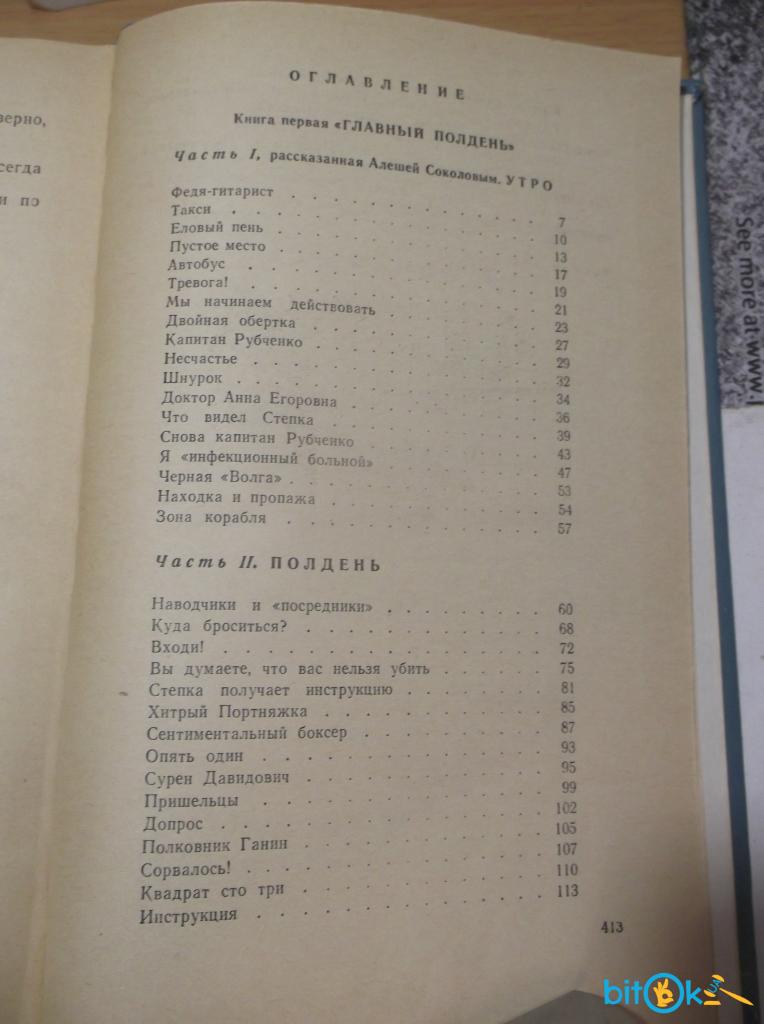 верно,
сегда
и по
ОГЛАВЛЕНИЕ
Книга первая «ГЛАВНЫЙ ПОЛДЕНЬ»
Часть I, рассказанная Алешей Соколовым. УТРО
Федя-гитарист . . . . . . . . . . 7
Такси . . . . . . . . . . 10
Еловый пень . . . . . . . . . . 13
Пустое место . . . . . . . . . . 17
Автобус . . . . . . . . . . 19
Тревога! . . . . . . . . . . 21
Мы начинаем действовать . . . . . . . 23
Двойная обертка . . . . . . . . . 27
Капитан Рубченко . . . . . . . . . 29
Несчастье . . . . . . . . . . 32
Шнурок . . . . . . . . . . 34
Доктор Анна Егоровна . . . . . . . . 36
Что видел Степка . . . . . . . . . 39
Снова капитан Рубченко . . . . . . . 43
Я «инфекционный больной» . . . . . . . 47
Черная «Волга» . . . . . . . . . 53
Находка и пропажа . . . . . . . . . 54
Зона корабля . . . . . . . . . . 57
Часть II. ПОЛДЕНЬ
Наводчики и «посредники» . . . . . . . 60
Куда броситься? . . . . . . . . . 68
Входи! . . . . . . . . . . 72
Вы думаете, что вас нельзя убить . . . . . 75
Степка получает инструкцию . . . . . . 81
Хитрый Портняжка . . . . . . . . . 85
Сентиментальный боксер . . . . . . . 87
Опять один . . . . . . . . . . 93
Сурен Давидович . . . . . . . . . 95
Пришельцы . . . . . . . . . . 99
Допрос . . . . . . . . . . 102
Полковник Ганин . . . . . . . . . 105
Сорвалось! . . . . . . . . . . 107
Квадрат сто три . . . . . . . . . 110
Инструкция . . . . . . . . . . 113
413
See more at www.
bitok.ua